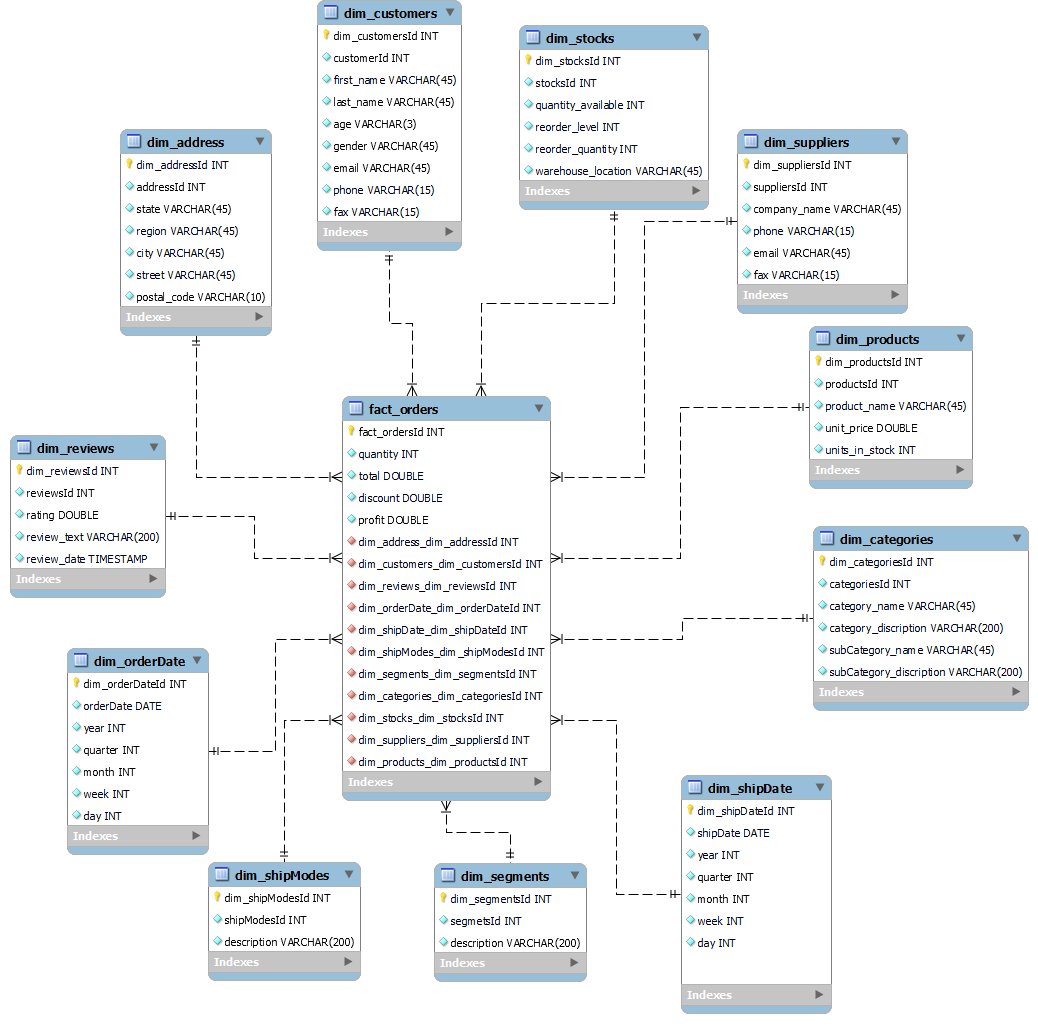 dim_customers
dim_customersId INT
customerId INT
first_name VARCHAR(45)
last_name VARCHAR(45)
age VARCHAR(3)
gender VARCHAR(45)
email VARCHAR(45)
phone VARCHAR(15)
fax VARCHAR(15)
Indexes
dim_stocks
dim_stocksId INT
stocksId INT
quantity_available INT
reorder_level INT
reorder_quantity INT
warehouse_location VARCHAR(45)
Indexes
dim_address
dim_addressId INT
addressId INT
state VARCHAR(45)
region VARCHAR(45)
city VARCHAR(45)
street VARCHAR(45)
postal_code VARCHAR(10)
Indexes
dim_suppliers
dim_suppliersId INT
suppliersId INT
company_name VARCHAR(45)
phone VARCHAR(15)
email VARCHAR(45)
fax VARCHAR(15)
Indexes
dim_products
dim_productsId INT
productsId INT
product_name VARCHAR(45)
unit_price DOUBLE
units_in_stock INT
Indexes
fact_orders
fact_ordersId INT
quantity INT
total DOUBLE
discount DOUBLE
profit DOUBLE
dim_address_dim_addressId INT
dim_customers_dim_customersId INT
dim_reviews_dim_reviewsId INT
dim_orderDate_dim_orderDateId INT
dim_shipDate_dim_shipDateId INT
dim_shipModes_dim_shipModesId INT
dim_segments_dim_segmentsId INT
dim_categories_dim_categoriesId INT
dim_stocks_dim_stocksId INT
dim_suppliers_dim_suppliersId INT
dim_products_dim_productsId INT
Indexes
dim_reviews
dim_reviewsId INT
reviewsId INT
rating DOUBLE
review_text VARCHAR(200)
review_date TIMESTAMP
Indexes
dim_categories
dim_categoriesId INT
categoriesId INT
category_name VARCHAR(45)
category_discription VARCHAR(200)
subCategory_name VARCHAR(45)
subCategory_discription VARCHAR(200)
Indexes
dim_orderDate
dim_orderDateId INT
orderDate DATE
year INT
quarter INT
month INT
week INT
day INT
Indexes
dim_shipDate
dim_shipDateId INT
shipDate DATE
year INT
quarter INT
month INT
week INT
day INT
Indexes
dim_shipModes
dim_shipModesId INT
shipModesId INT
description VARCHAR(200)
Indexes
dim_segments
dim_segmentsId INT
segmetsId INT
description VARCHAR(200)
Indexes